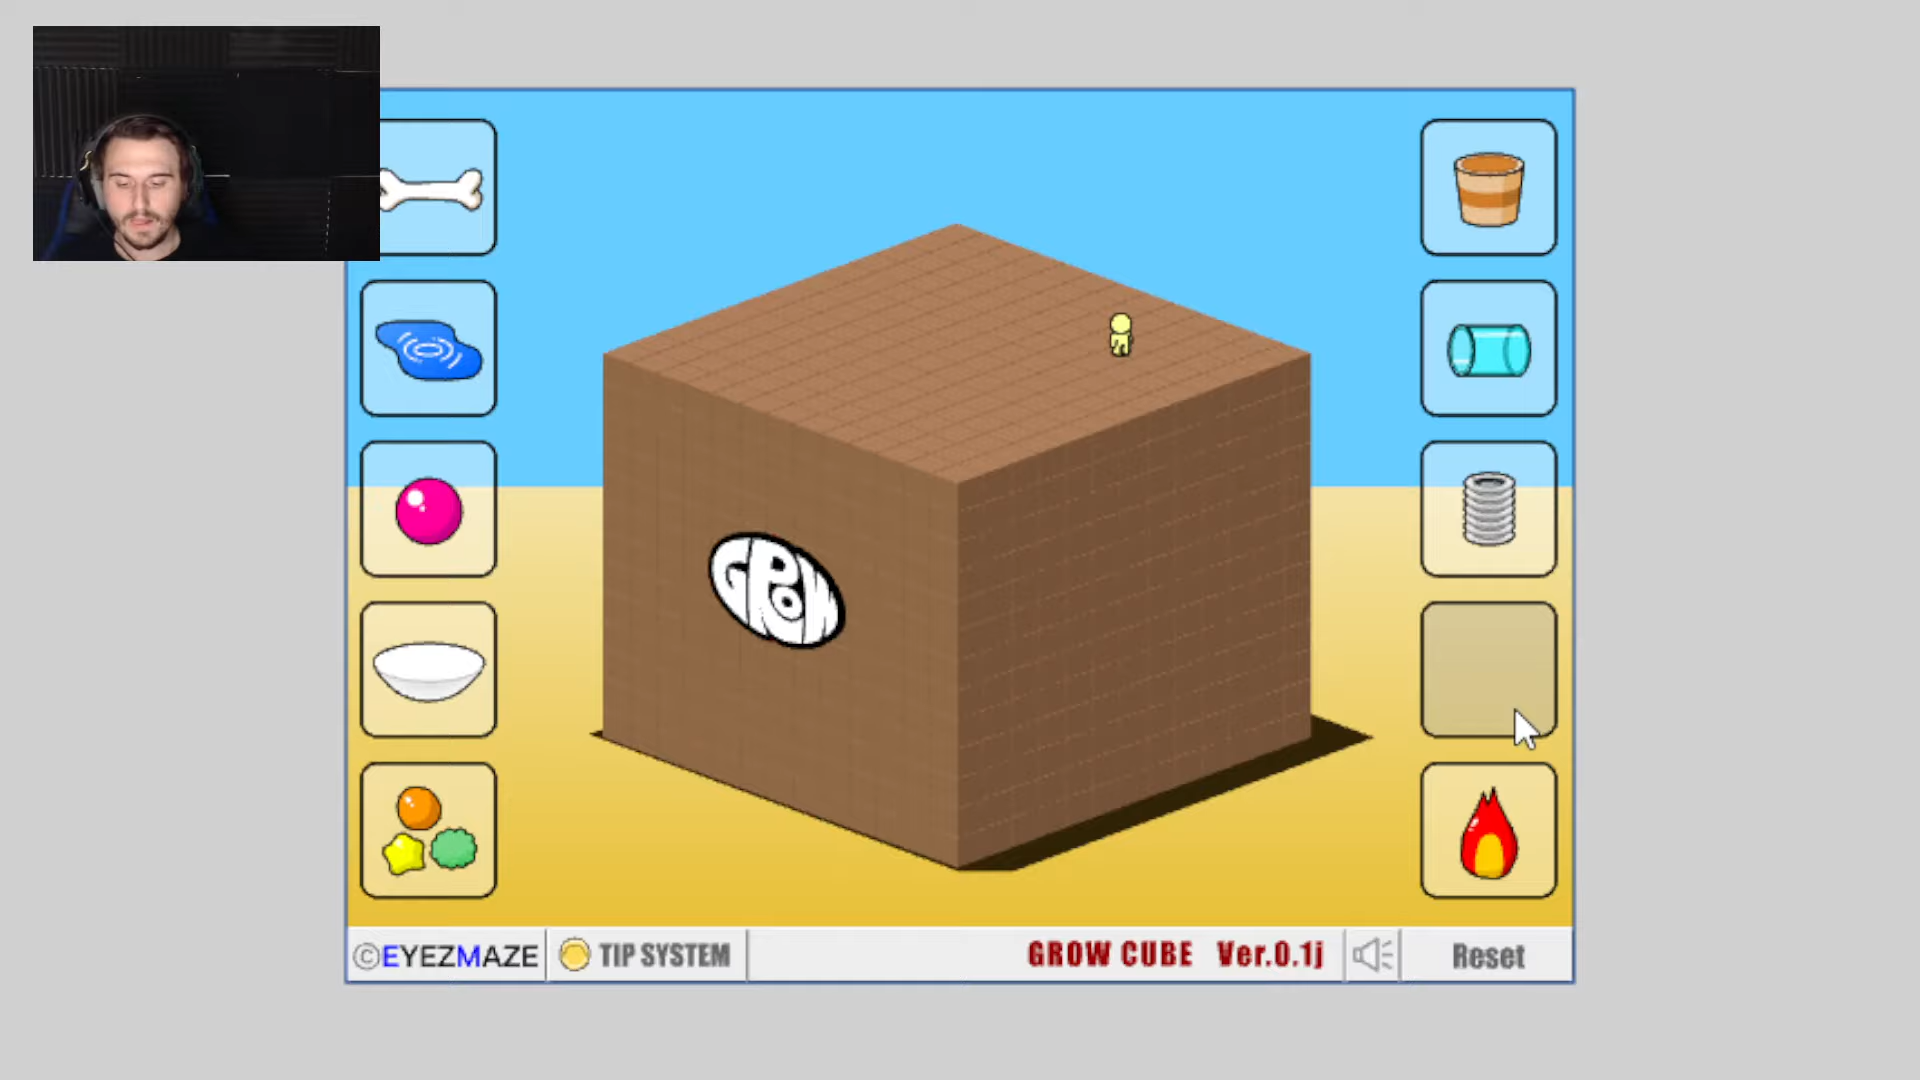 GROW
©EYEZMAZE
TIP SYSTEM
GROW CUBE Ver.0.1j
Reset